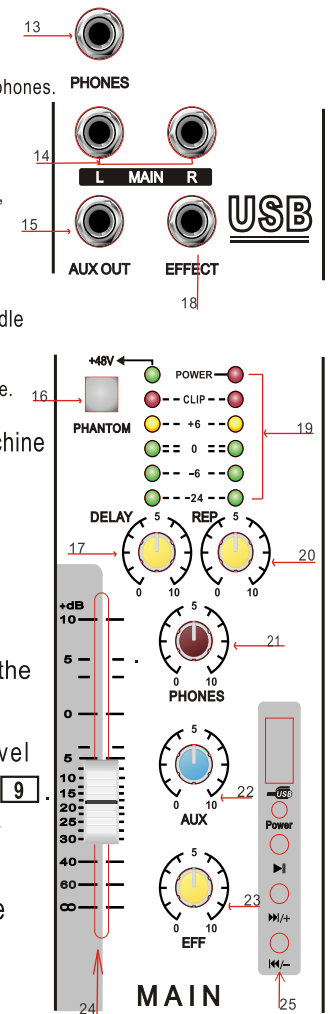 13
phones.
PHONES
14
L MAIN R
,
15
USB
AUX OUT EFFECT
18
dle
+48V POWER
e.
16 CLIP
PHANTOM +6 19
chine
0
-6
-24
DELAY 5 REP 5
17 20
0 10 0 10
+dB
10
5
5 21
the
0 10
PHONES
0
5
vel
5
10
9 .
15
20
25
30
0 10 22
AUX
USB
Power
40
5
60
23
e
∞
0 10
EFF
▶||
▶▶|/+
|◀◀/–
24 MAIN 25